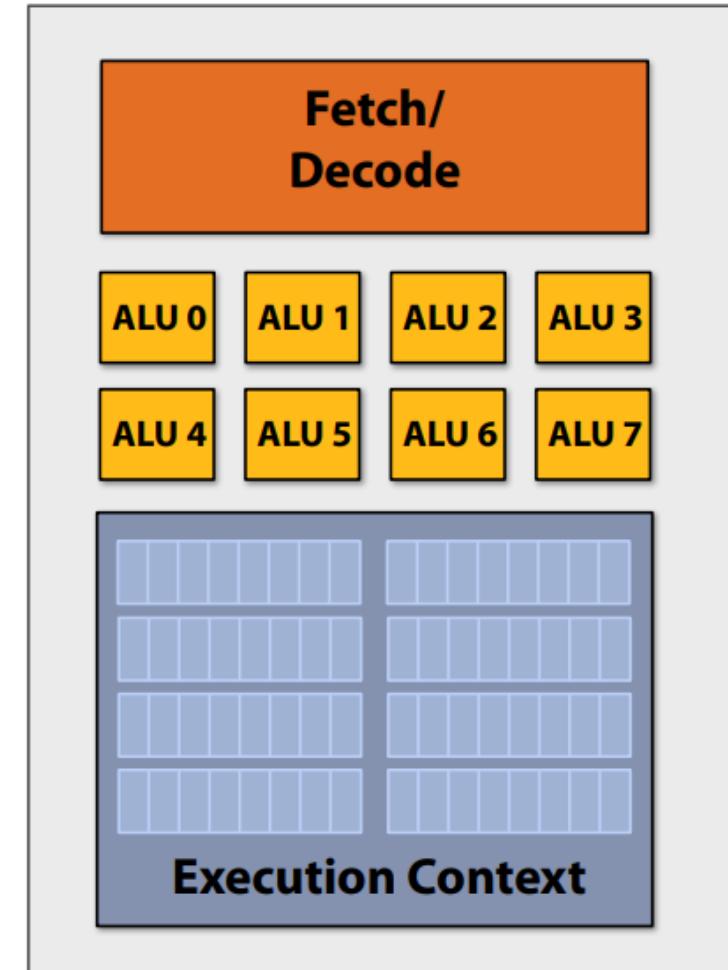 Fetch/
Decode
ALU 0 ALU 1 ALU 2 ALU 3
ALU 4 ALU 5 ALU 6 ALU 7
Execution Context